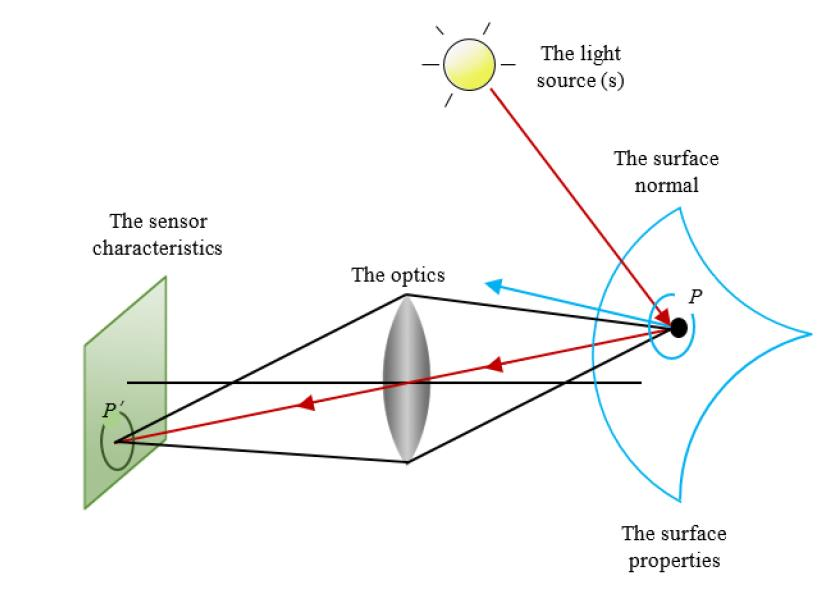 The light
source (s)
The surface
normal
The sensor
characteristics
The optics
P
P′
The surface
properties